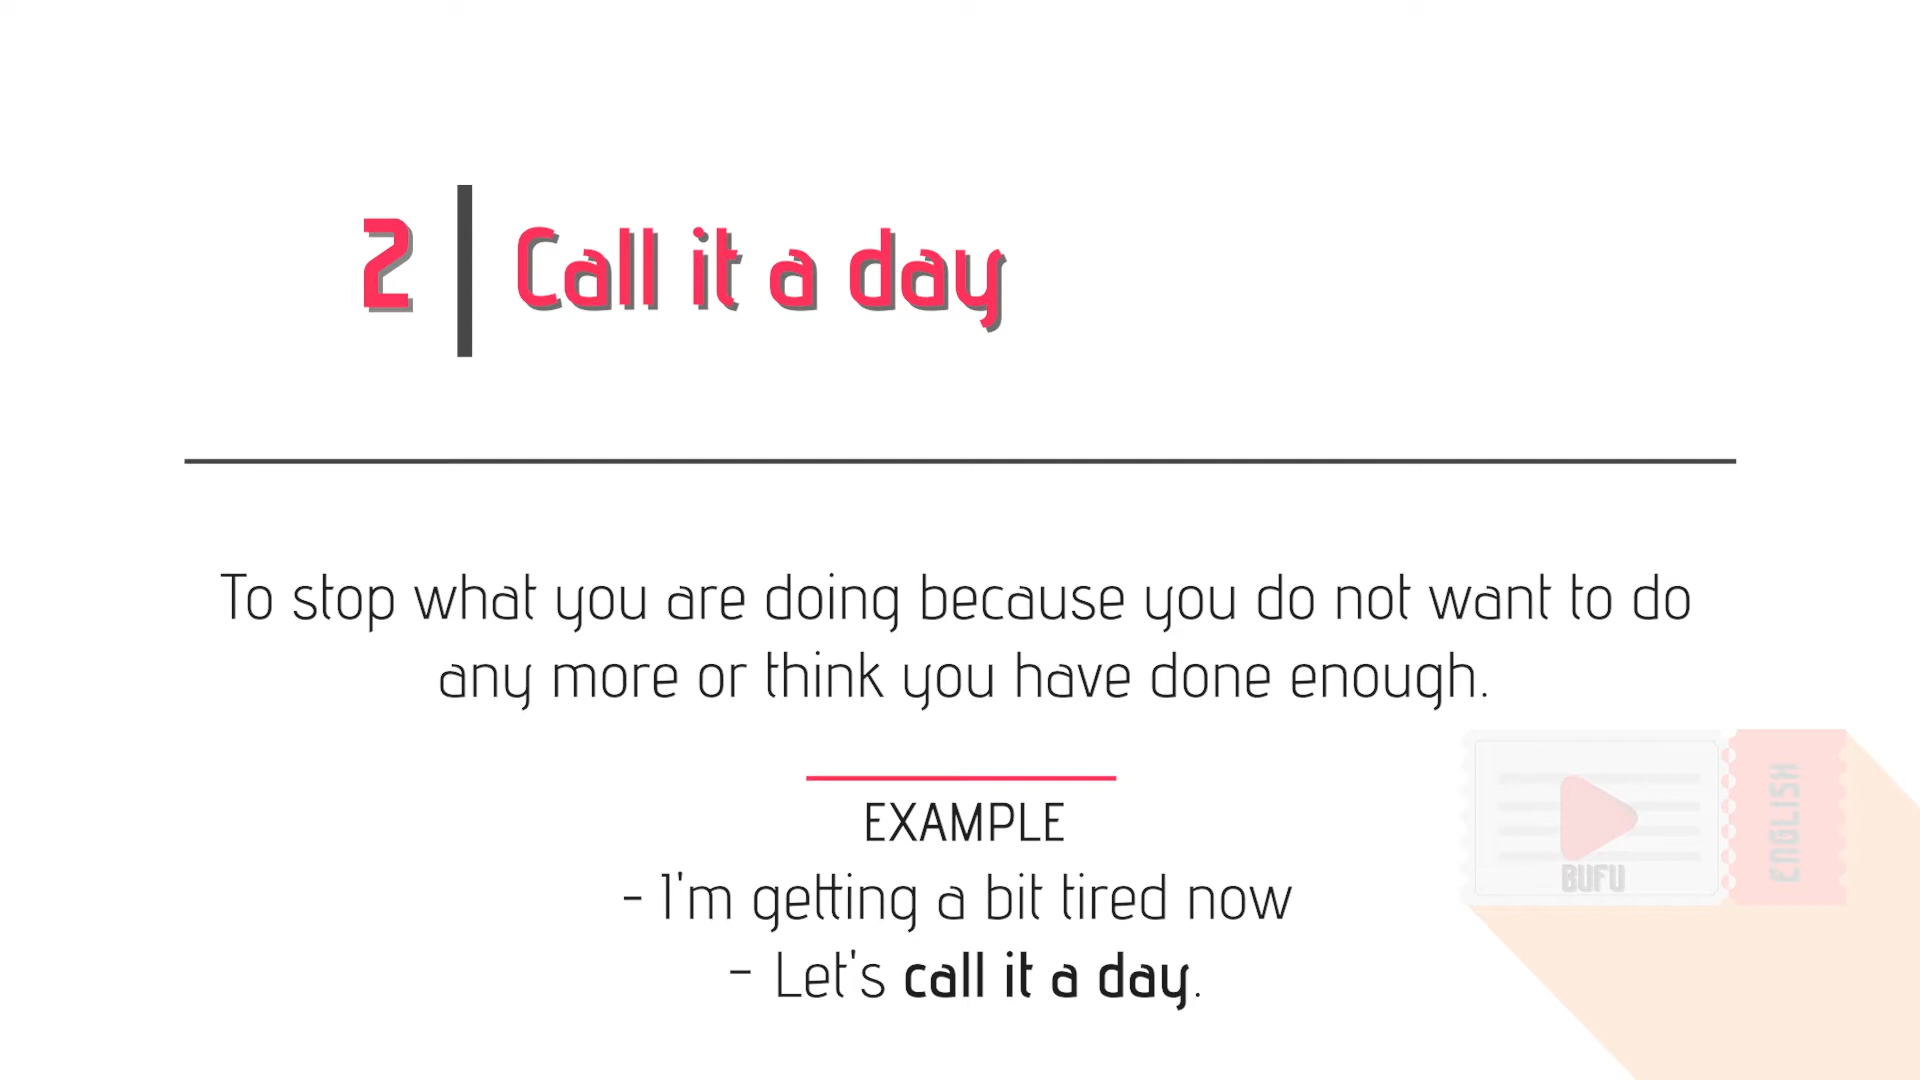 2 Call it a day
To stop what you are doing because you do not want to do
any more or think you have done enough.
EXAMPLE
- I'm getting a bit tired now
- Let's call it a day.
BUFU
ENGLISH